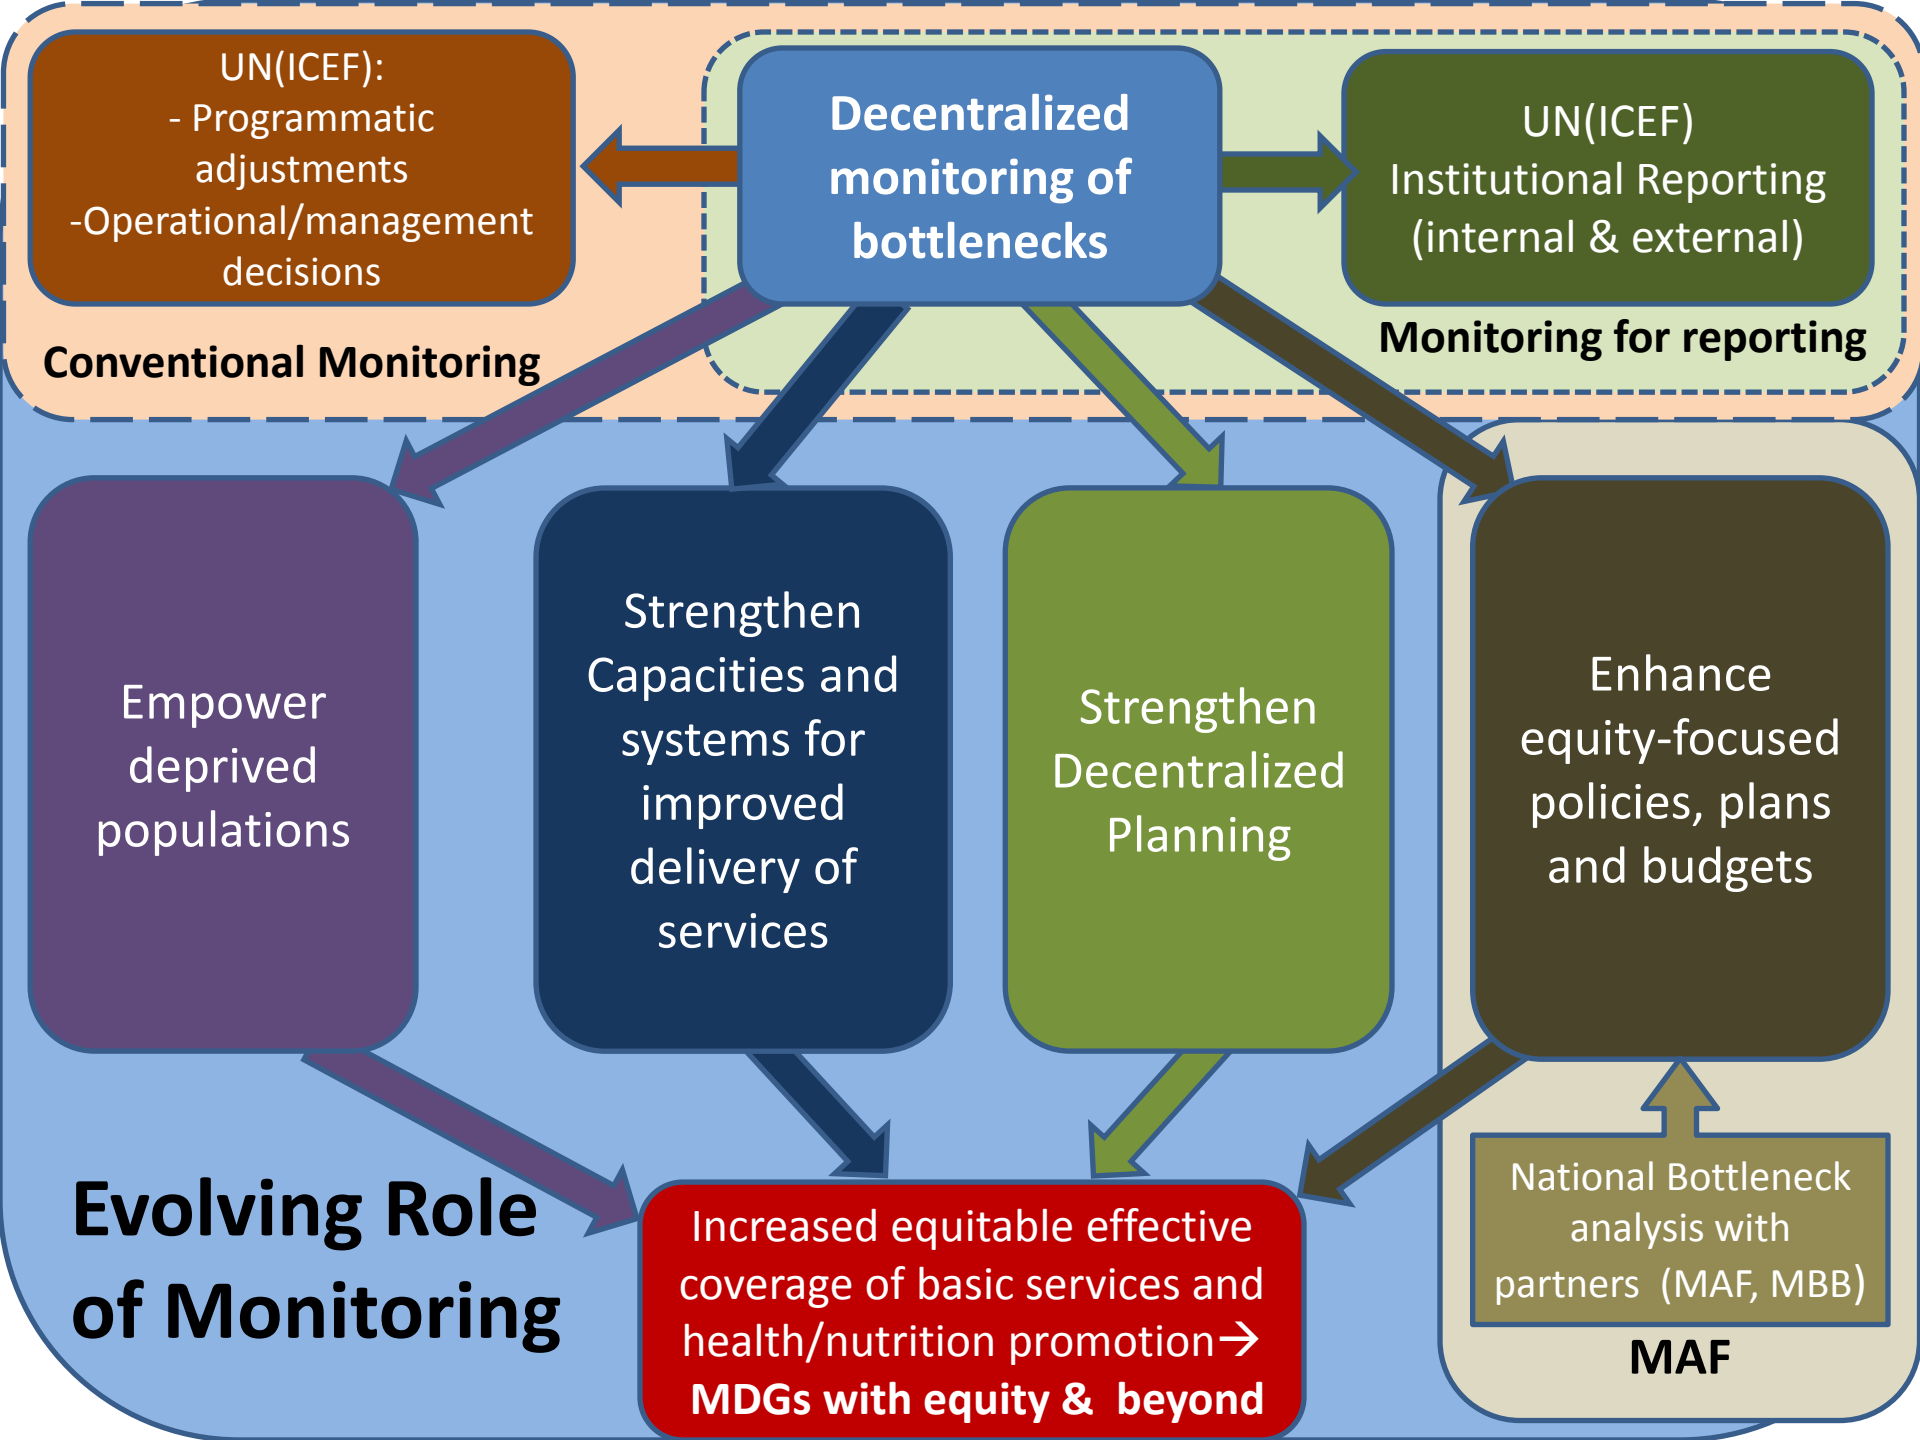 UN(ICEF):
- Programmatic
adjustments
-Operational/management
decisions
Conventional Monitoring
Decentralized
monitoring of
bottlenecks
UN(ICEF)
Institutional Reporting
(internal & external)
Monitoring for reporting
Empower
deprived
populations
Strengthen
Capacities and
systems for
improved
delivery of
services
Strengthen
Decentralized
Planning
Enhance
equity-focused
policies, plans
and budgets
Evolving Role
of Monitoring
Increased equitable effective
coverage of basic services and
health/nutrition promotion→
MDGs with equity & beyond
National Bottleneck
analysis with
partners (MAF, MBB)
MAF